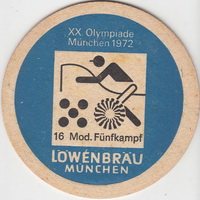 XX Olympiade
München 1972
16 Mod. Fünfkampf
LÖWENBRÄU
MÜNCHEN